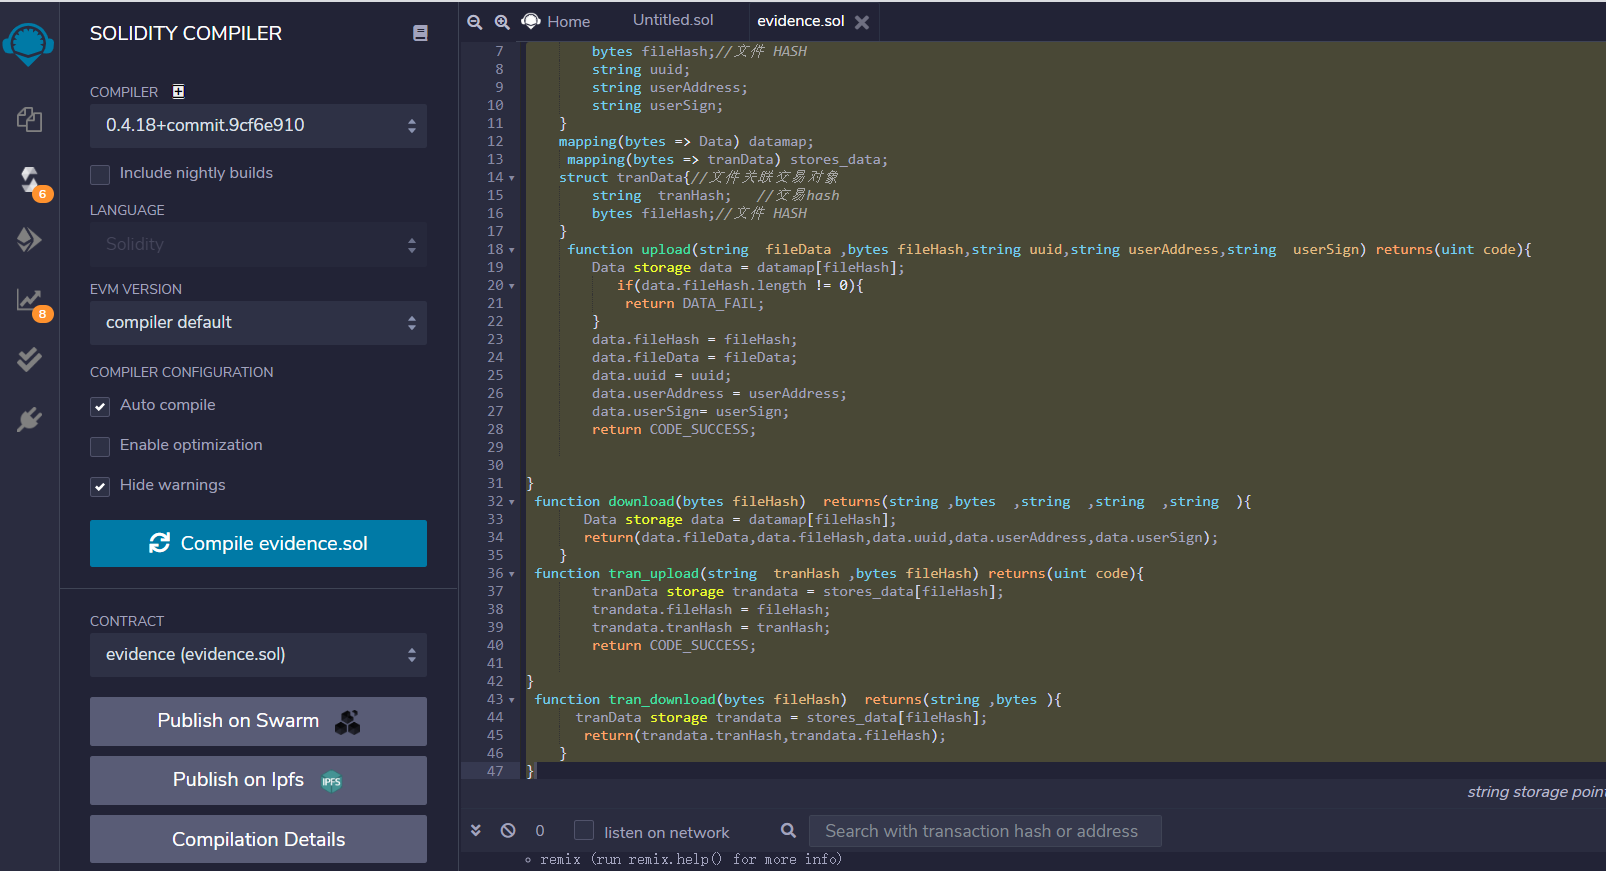 SOLIDITY COMPILER
COMPILER
0.4.18+commit.9cf6e910
Include nightly builds
LANGUAGE
Solidity
EVM VERSION
compiler default
COMPILER CONFIGURATION
Auto compile
Enable optimization
Hide warnings
Compile evidence.sol
CONTRACT
evidence (evidence.sol)
Publish on Swarm
Publish on Ipfs
IPFS
Compilation Details
6
8
Home
Untitled.sol
evidence.sol
7 bytes fileHash;//文件 HASH
8 string uuid;
9 string userAddress;
10 string userSign;
11 }
12 mapping(bytes => Data) datamap;
13 mapping(bytes => tranData) stores_data;
14 struct tranData{//文件关联交易对象
15 string  tranHash;   //交易hash
16 bytes fileHash;//文件 HASH
17 }
18 function upload(string  fileData ,bytes fileHash,string uuid,string userAddress,string  userSign) returns(uint code){
19 Data storage data = datamap[fileHash];
20 if(data.fileHash.length != 0){
21 return DATA_FAIL;
22 }
23 data.fileHash = fileHash;
24 data.fileData = fileData;
25 data.uuid = uuid;
26 data.userAddress = userAddress;
27 data.userSign= userSign;
28 return CODE_SUCCESS;
29
30
31 }
32 function download(bytes fileHash)  returns(string ,bytes  ,string  ,string  ,string  ){
33 Data storage data = datamap[fileHash];
34 return(data.fileData,data.fileHash,data.uuid,data.userAddress,data.userSign);
35 }
36 function tran_upload(string  tranHash ,bytes fileHash) returns(uint code){
37 tranData storage trandata = stores_data[fileHash];
38 trandata.fileHash = fileHash;
39 trandata.tranHash = tranHash;
40 return CODE_SUCCESS;
41
42 }
43 function tran_download(bytes fileHash)  returns(string ,bytes ){
44 tranData storage trandata = stores_data[fileHash];
45 return(trandata.tranHash,trandata.fileHash);
46 }
47 }
string storage poin
0
listen on network
Search with transaction hash or address
remix (run remix.help() for more info)